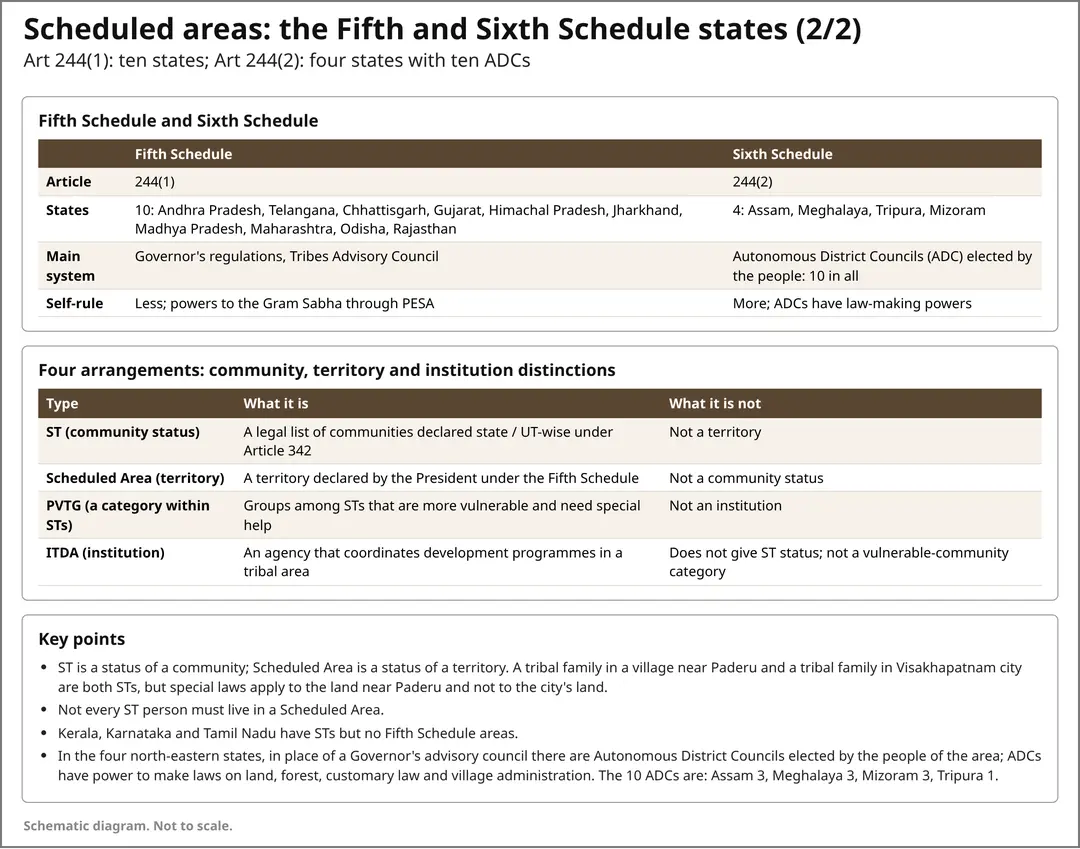 Scheduled areas: the Fifth and Sixth Schedule states (2/2)
Art 244(1): ten states; Art 244(2): four states with ten ADCs
Fifth Schedule and Sixth Schedule
Fifth Schedule Sixth Schedule
Article 244(1) 244(2)
States 10: Andhra Pradesh, Telangana, Chhattisgarh, Gujarat, Himachal Pradesh, Jharkhand, 4: Assam, Meghalaya, Tripura, Mizoram
Madhya Pradesh, Maharashtra, Odisha, Rajasthan
Main Governor's regulations, Tribes Advisory Council Autonomous District Councils (ADC) elected by
system the people: 10 in all
Self-rule Less; powers to the Gram Sabha through PESA More; ADCs have law-making powers
Four arrangements: community, territory and institution distinctions
Type What it is What it is not
ST (community status) A legal list of communities declared state / UT-wise under Not a territory
Article 342
Scheduled Area (territory) A territory declared by the President under the Fifth Schedule Not a community status
PVTG (a category within Groups among STs that are more vulnerable and need special Not an institution
STs) help
ITDA (institution) An agency that coordinates development programmes in a Does not give ST status; not a vulnerable-community
tribal area category
Key points
• ST is a status of a community; Scheduled Area is a status of a territory. A tribal family in a village near Paderu and a tribal family in Visakhapatnam city
are both STs, but special laws apply to the land near Paderu and not to the city's land.
• Not every ST person must live in a Scheduled Area.
• Kerala, Karnataka and Tamil Nadu have STs but no Fifth Schedule areas.
• In the four north-eastern states, in place of a Governor's advisory council there are Autonomous District Councils elected by the people of the area; ADCs
have power to make laws on land, forest, customary law and village administration. The 10 ADCs are: Assam 3, Meghalaya 3, Mizoram 3, Tripura 1.
Schematic diagram. Not to scale.